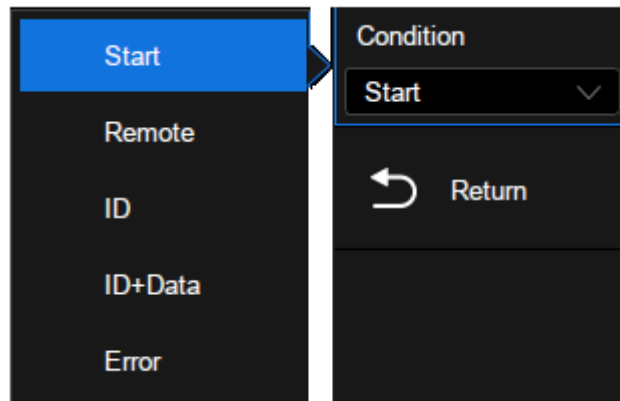 Start
Remote
ID
ID+Data
Error
Condition
Start
Return